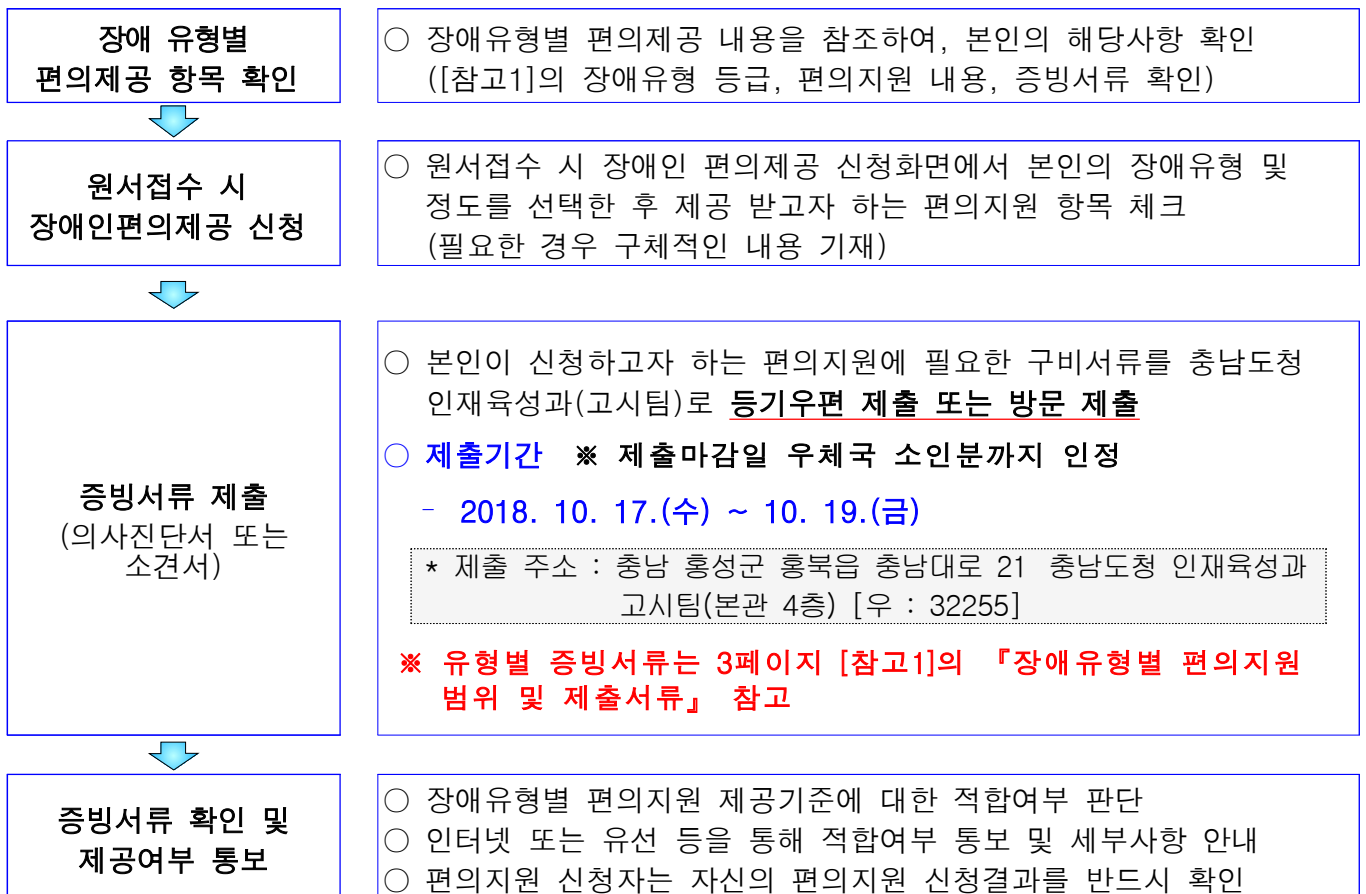 장애 유형별
편의제공 항목 확인
○ 장애유형별 편의제공 내용을 참조하여, 본인의 해당사항 확인
([참고1]의 장애유형 등급, 편의지원 내용, 증빙서류 확인)
원서접수 시
장애인편의제공 신청
○ 원서접수 시 장애인 편의제공 신청화면에서 본인의 장애유형 및
정도를 선택한 후 제공 받고자 하는 편의지원 항목 체크
(필요한 경우 구체적인 내용 기재)
증빙서류 제출
(의사진단서 또는
소견서)
○ 본인이 신청하고자 하는 편의지원에 필요한 구비서류를 충남도청
인재육성과(고시팀)로 등기우편 제출 또는 방문 제출
○ 제출기간 ※ 제출마감일 우체국 소인분까지 인정
- 2018. 10. 17.(수) ~ 10. 19.(금)
* 제출 주소 : 충남 홍성군 홍북읍 충남대로 21 충남도청 인재육성과
고시팀(본관 4층) [우 : 32255]
※ 유형별 증빙서류는 3페이지 [참고1]의 『장애유형별 편의지원
범위 및 제출서류』 참고
증빙서류 확인 및
제공여부 통보
○ 장애유형별 편의지원 제공기준에 대한 적합여부 판단
○ 인터넷 또는 유선 등을 통해 적합여부 통보 및 세부사항 안내
○ 편의지원 신청자는 자신의 편의지원 신청결과를 반드시 확인